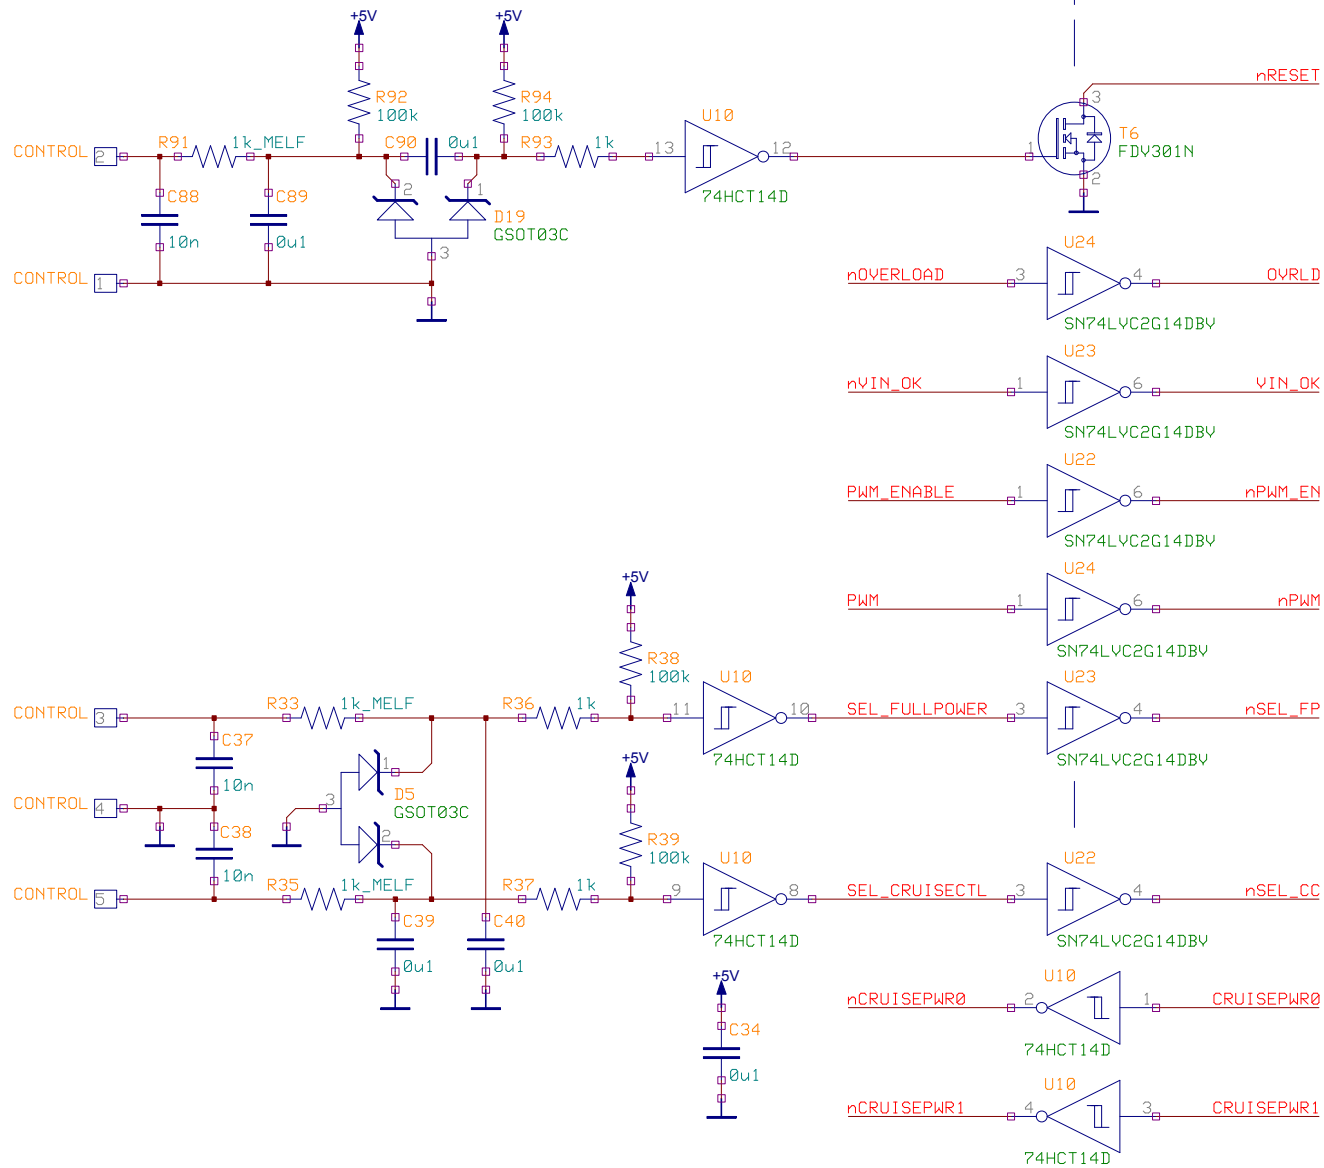 +5V +5V
nRESET
R92
100k
R94
100k
3
U10
T6
FDV301N
R91 1k_MELF C90 0u1 R93 1k
CONTROL 2 13 12 1
2 1 2
C88 C89 74HCT14D
D19
GSOT03C
10n 0u1
3
U24
CONTROL 1 nOVERLOAD 3 4 OVRLD
SN74LVC2G14DBV
U23
nVIN_OK 1 6 VIN_OK
SN74LVC2G14DBV
U22
PWM_ENABLE 1 6 nPWM_EN
SN74LVC2G14DBV
+5V U24
PWM 1 6 nPWM
R38
100k
SN74LVC2G14DBV
U10 U23
R33 1k_MELF R36 1k
CONTROL 3 11 10 SEL_FULLPOWER 3 4 nSEL_FP
C37 74HCT14D SN74LVC2G14DBV
1 +5V
10n
D5
GSOT03C
CONTROL 4 3
C38 2 R39
100k
10n U10 U22
R35 1k_MELF R37 1k
CONTROL 5 9 8 SEL_CRUISECTL 3 4 nSEL_CC
C39 C40
74HCT14D SN74LVC2G14DBV
0u1 0u1
+5V U10
nCRUISEPWR0 2 1 CRUISEPWR0
C34
74HCT14D
0u1
U10
nCRUISEPWR1 4 3 CRUISEPWR1
74HCT14D